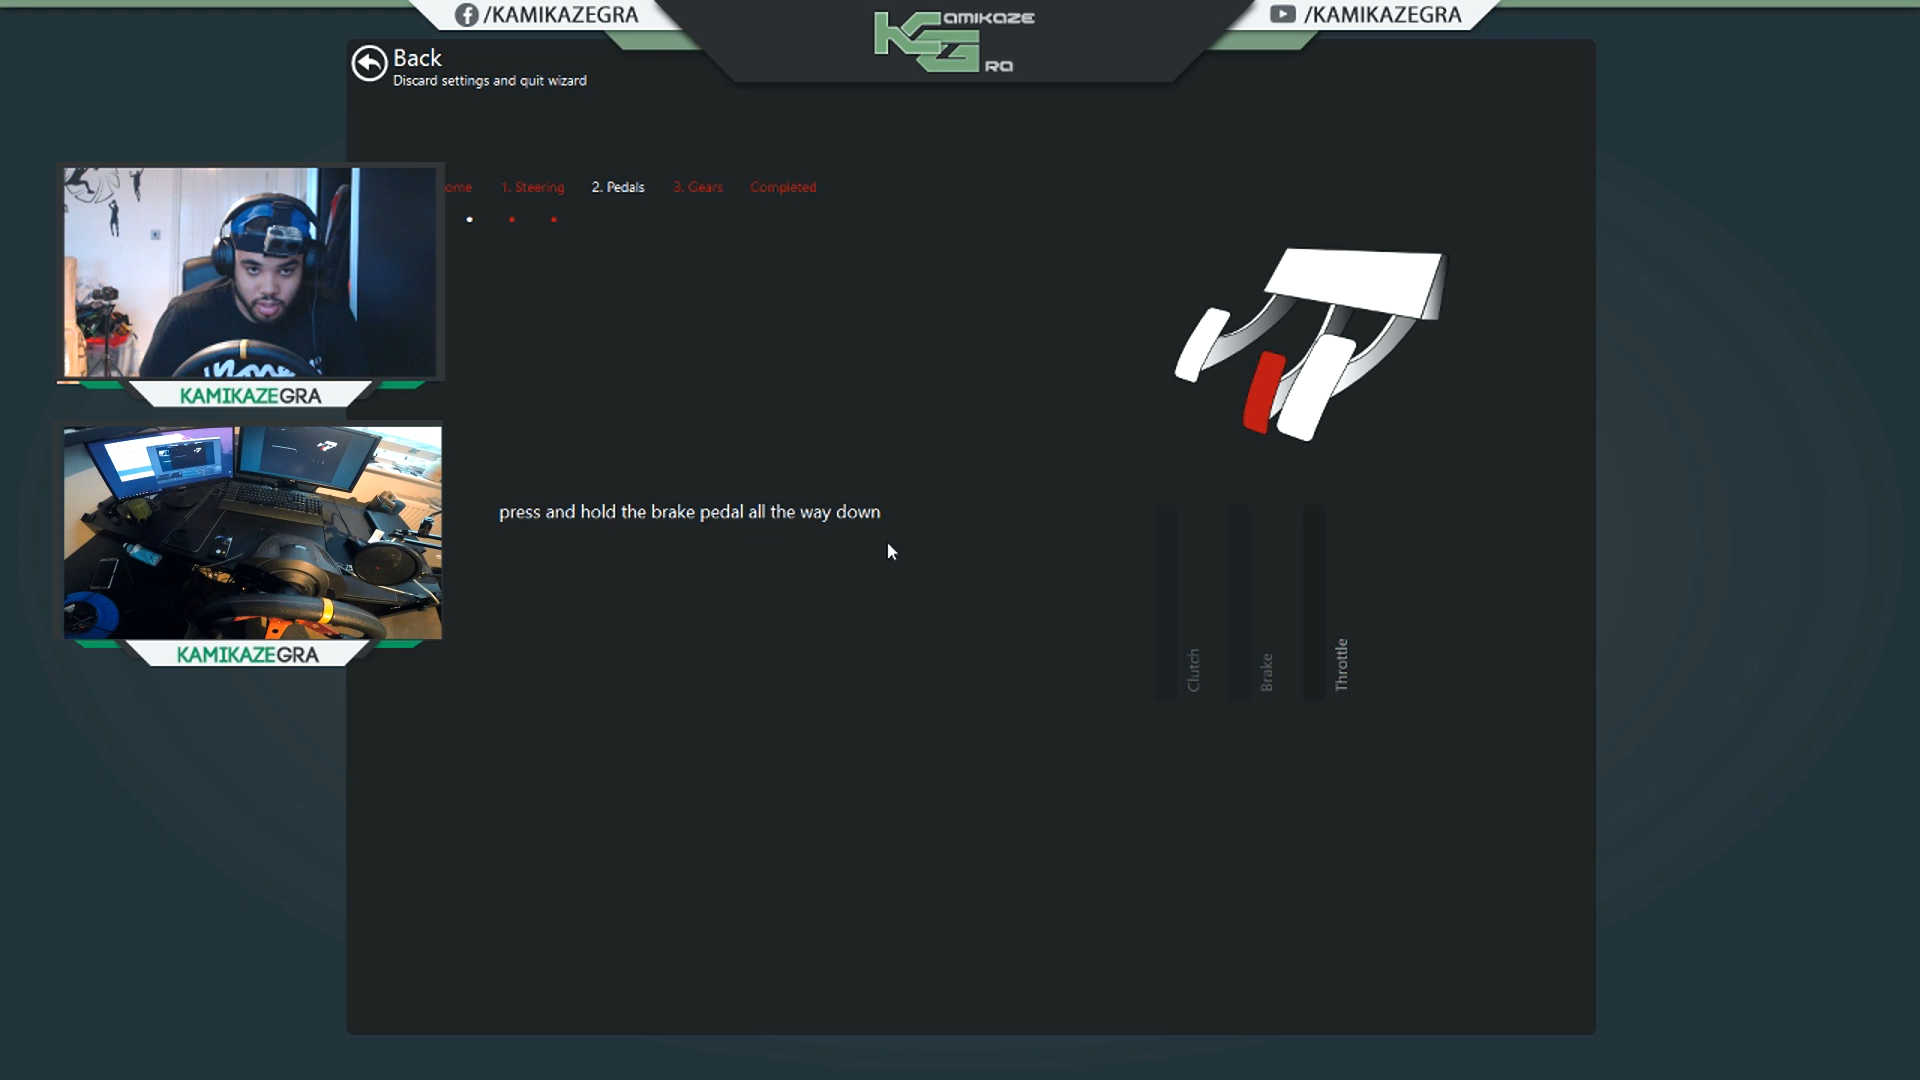 /KAMIKAZEGRA
KG AMIKAZE
RA
/KAMIKAZEGRA
Back
Discard settings and quit wizard
ome
1. Steering
2. Pedals
3. Gears
Completed
KAMIKAZEGRA
press and hold the brake pedal all the way down
KAMIKAZEGRA
Clutch
Brake
Throttle